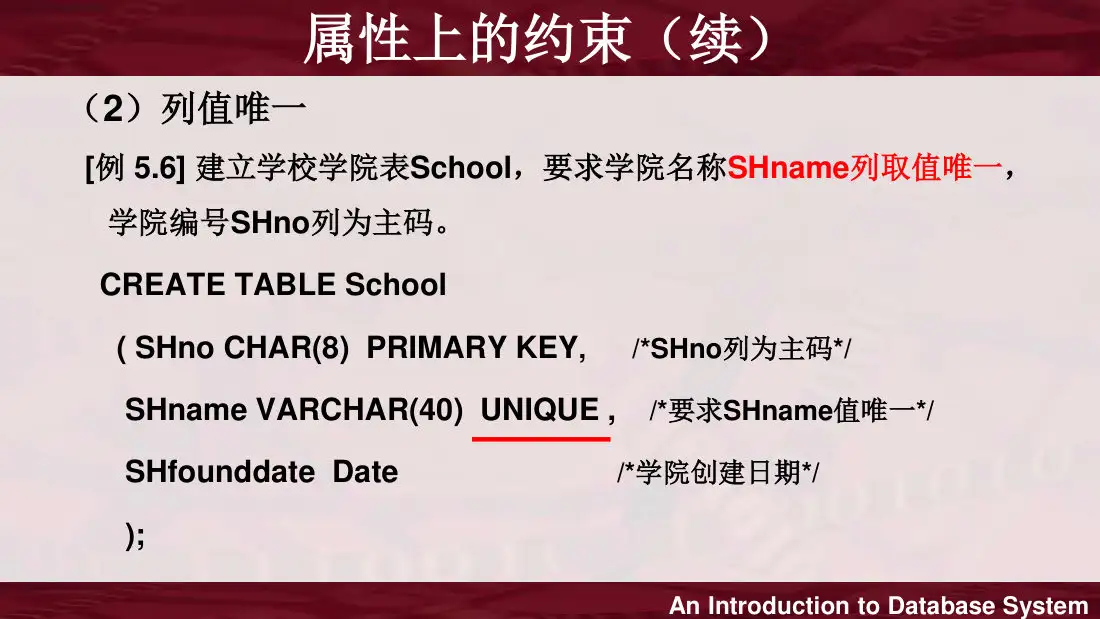 属性上的约束（续）
（2）列值唯一
[例 5.6] 建立学校学院表School，要求学院名称SHname列取值唯一，
学院编号SHno列为主码。
CREATE TABLE School
( SHno CHAR(8)  PRIMARY KEY,  /*SHno列为主码*/
SHname VARCHAR(40)  UNIQUE ,  /*要求SHname值唯一*/
SHfounddate  Date  /*学院创建日期*/
);
An Introduction to Database System